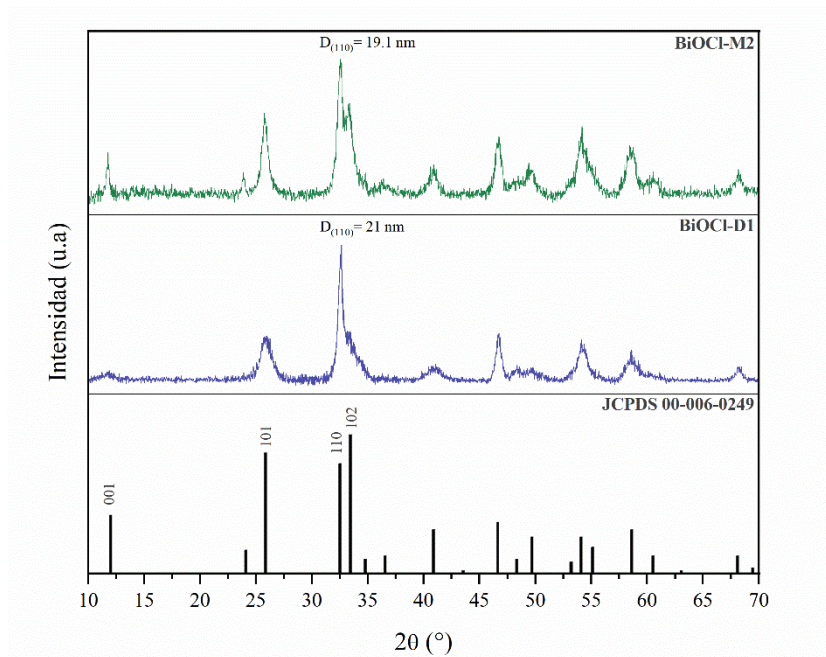 D(110)= 19.1 nm
BiOCl-M2
D(110)= 21 nm
BiOCl-D1
JCPDS 00-006-0249
001
101
110
102
Intensidad (u.a)
10 15 20 25 30 35 40 45 50 55 60 65 70
2θ (°)